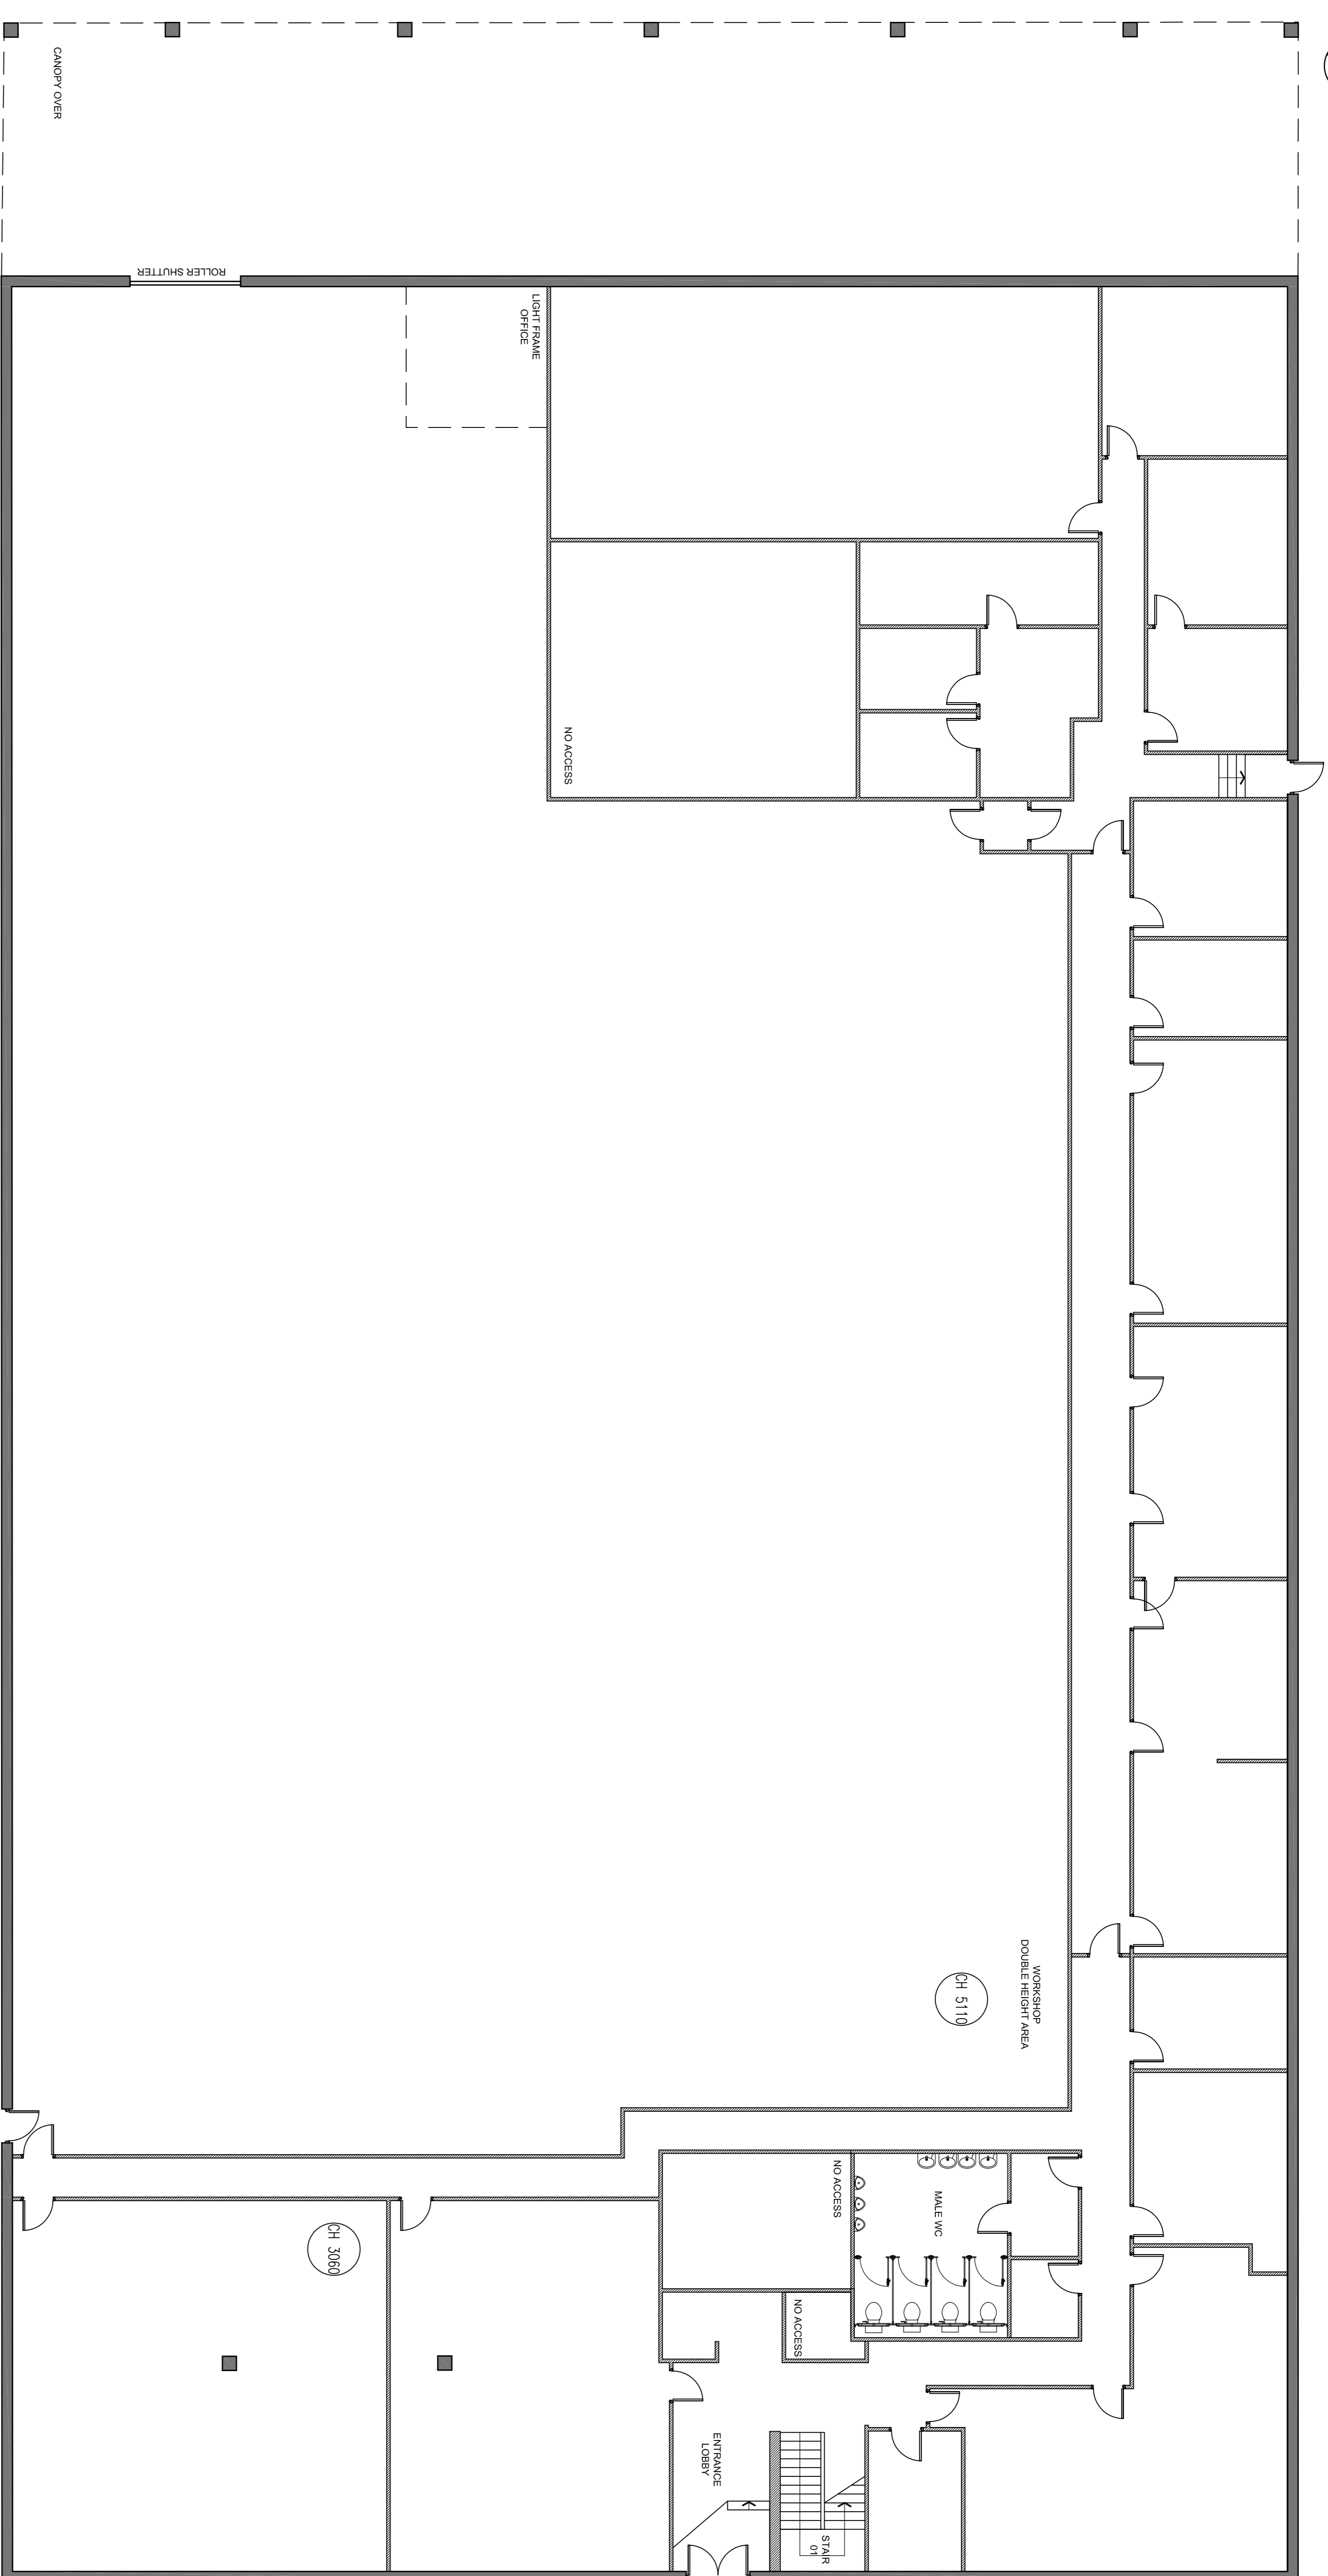 CANOPY OVER
ROLLER SHUTTER
LIGHT FRAME
OFFICE
NO ACCESS
WORKSHOP
DOUBLE HEIGHT AREA
CH 5110
NO ACCESS
MALE WC
CH 3060
NO ACCESS
ENTRANCE
LOBBY
STAIR
01